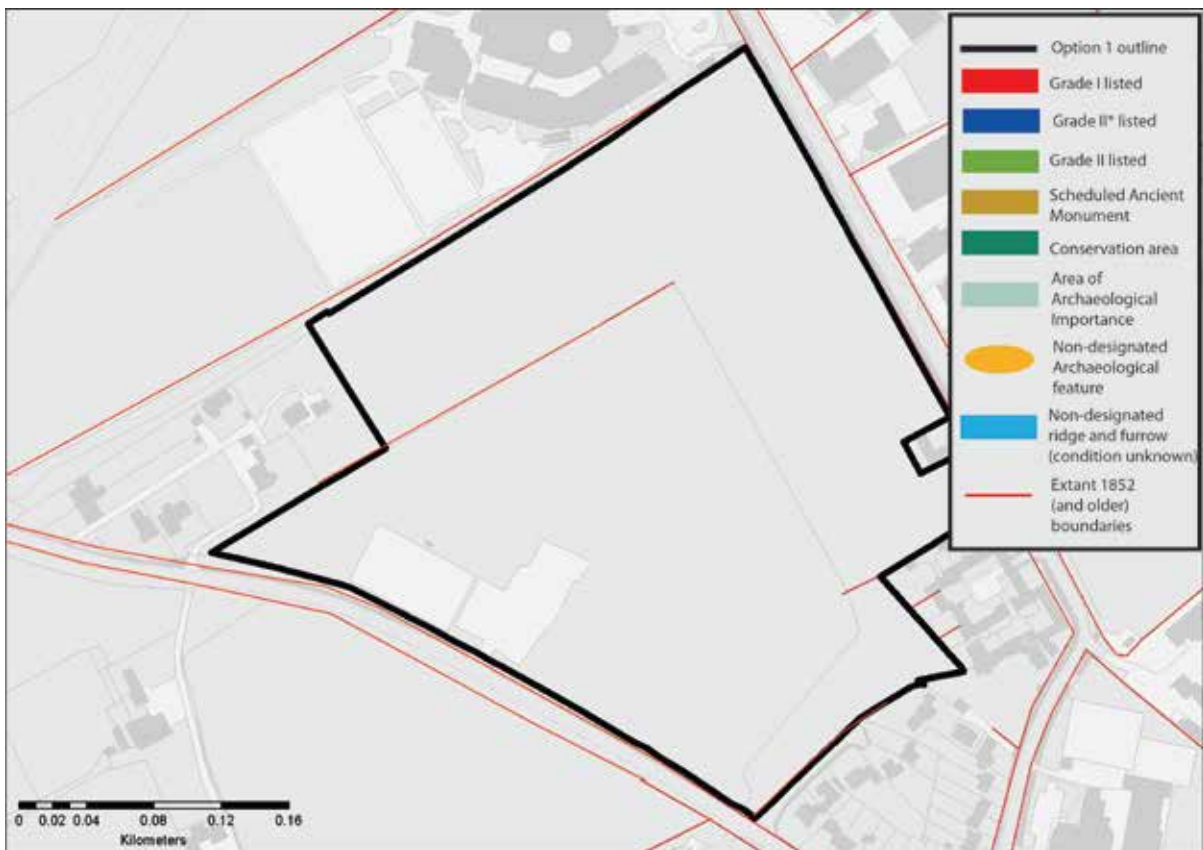 Option 1 outline
Grade I listed
Grade II* listed
Grade II listed
Scheduled Ancient
Monument
Conservation area
Area of
Archaeological
Importance
Non-designated
Archaeological
feature
Non-designated
ridge and furrow
(condition unknown)
Extant 1852
(and older)
boundaries
0 0.02 0.04 0.08 0.12 0.16
Kilometers